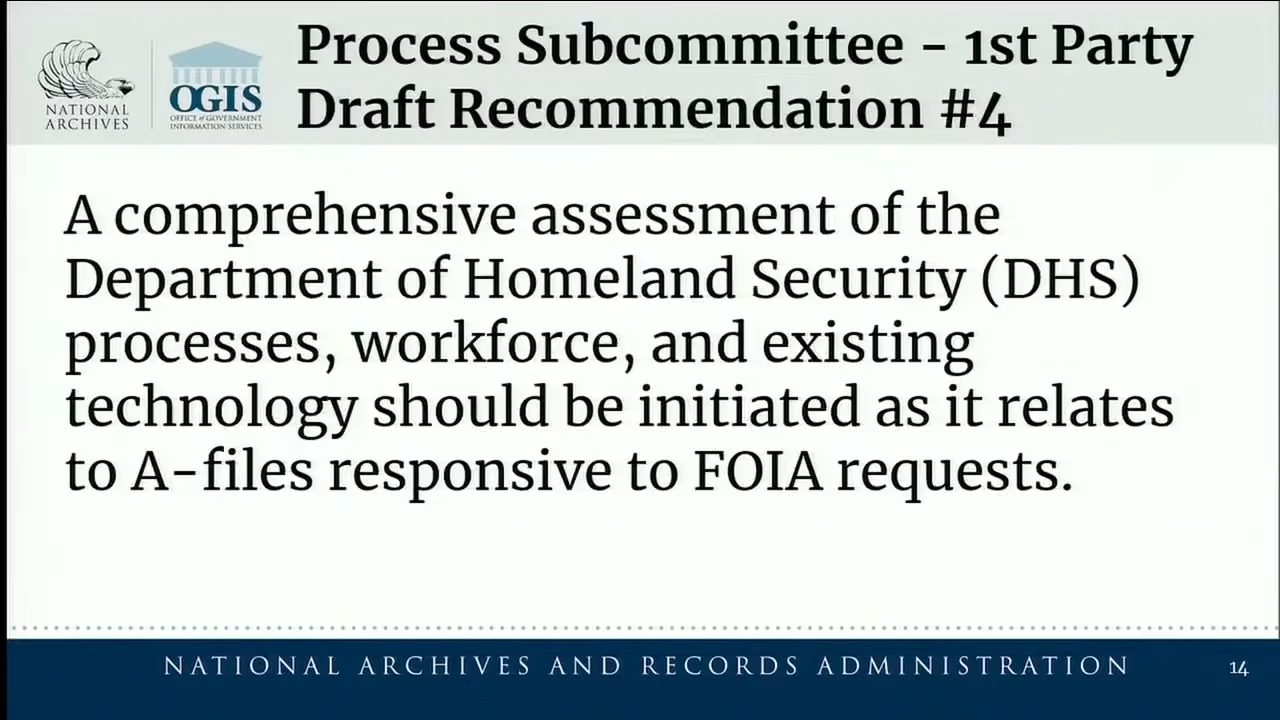 Process Subcommittee - 1st Party
Draft Recommendation #4
NATIONAL
ARCHIVES
OGIS
OFFICE of GOVERNMENT
INFORMATION SERVICES
A comprehensive assessment of the
Department of Homeland Security (DHS)
processes, workforce, and existing
technology should be initiated as it relates
to A-files responsive to FOIA requests.
NATIONAL ARCHIVES AND RECORDS ADMINISTRATION
14